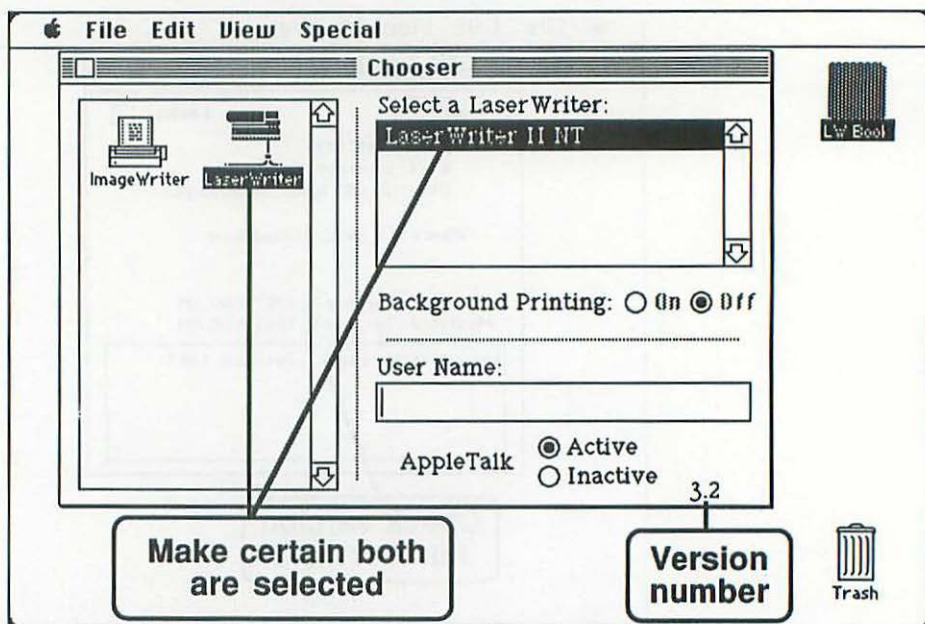 File Edit View Special
Chooser
ImageWriter
LaserWriter
Select a LaserWriter:
LaserWriter II NT
Background Printing: On Off
User Name:
AppleTalk
Active
Inactive
3.2
LW Book
Trash
Make certain both
are selected
Version
number